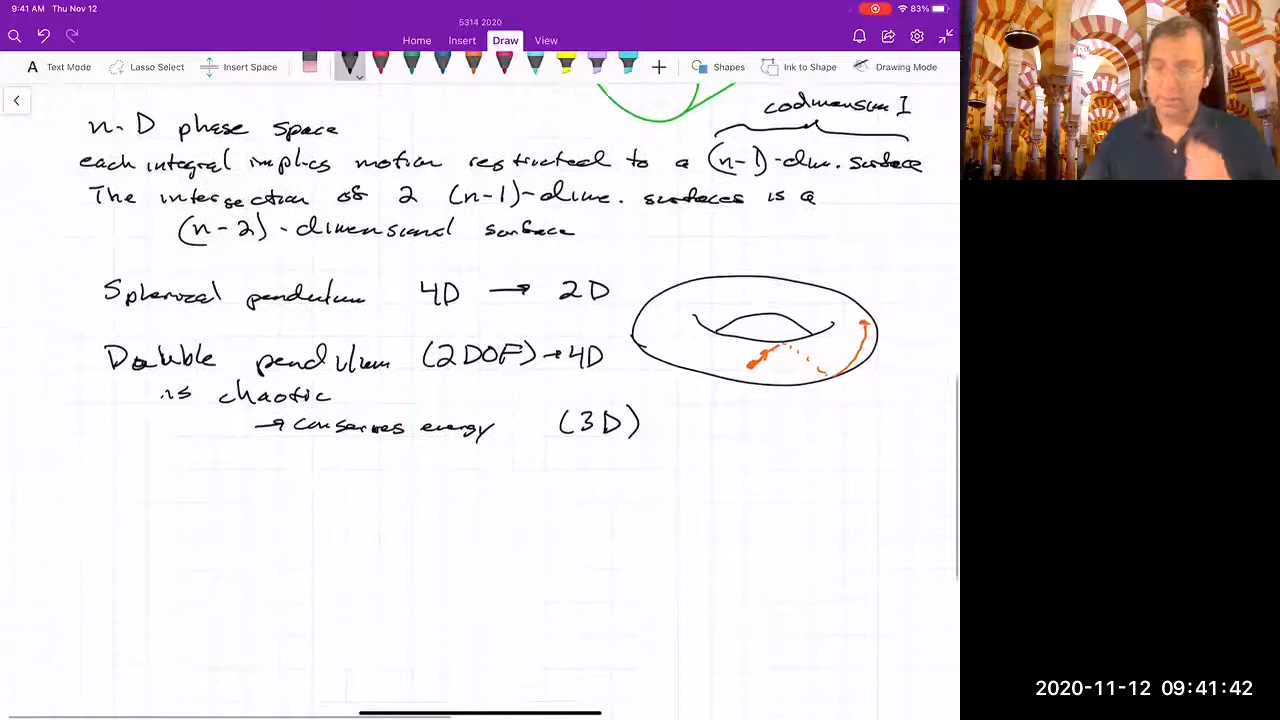 9:41 AM Thu Nov 12
83%
5314 2020
Home Insert Draw View
Text Mode Lasso Select Insert Space Shapes Ink to Shape Drawing Mode
codimension 1
n-D phase space
each integral implies motion restricted to a (n-1)-dim. surface
The intersection of 2 (n-1)-dim. surfaces is a
(n-2)-dimensional surface
Spherical pendulum 4D → 2D
Double pendulum (2DOF) → 4D
is chaotic
→ conserves energy (3D)
2020-11-12 09:41:42